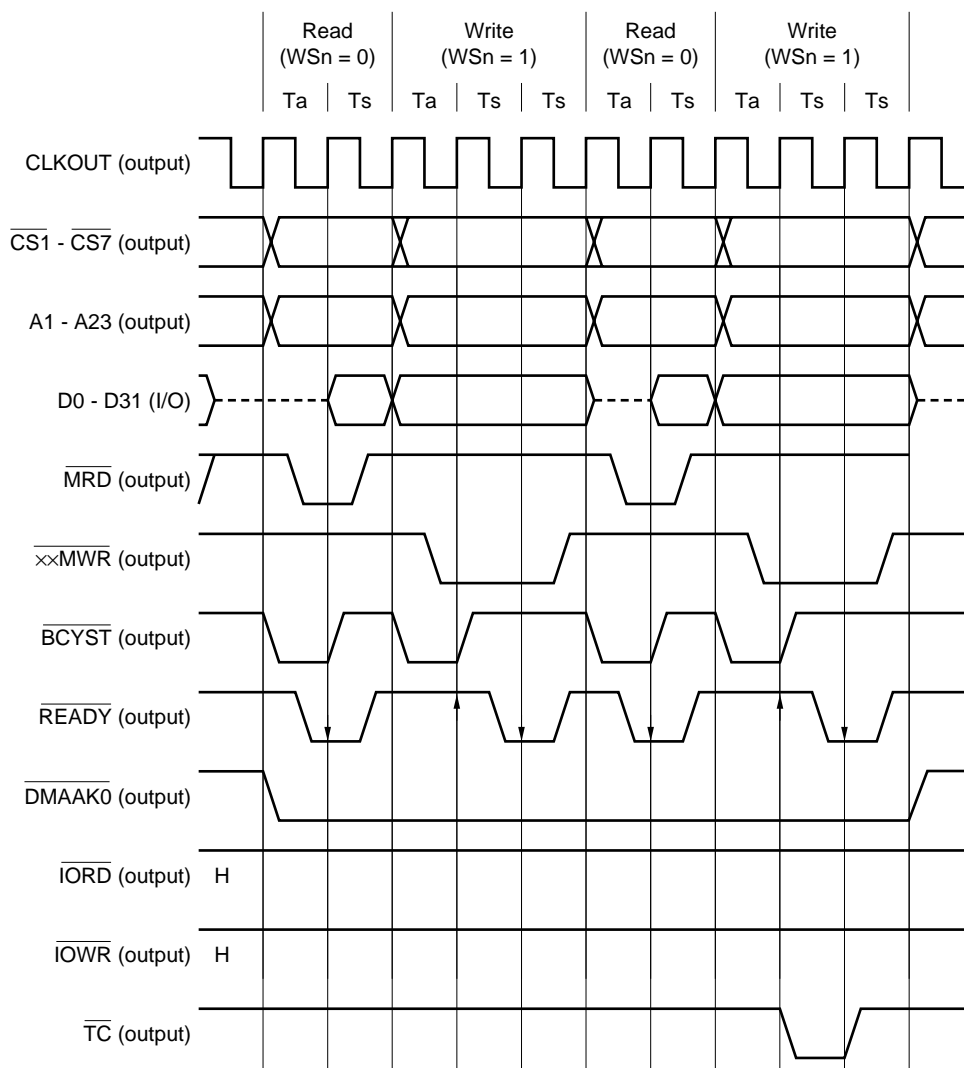 Read Write Read Write
(WSn = 0) (WSn = 1) (WSn = 0) (WSn = 1)
Ta Ts Ta Ts Ts Ta Ts Ta Ts Ts
CLKOUT (output)
CS1 - CS7 (output)
A1 - A23 (output)
D0 - D31 (I/O)
MRD (output)
××MWR (output)
BCYST (output)
READY (output)
DMAAK0 (output)
IORD (output) H
IOWR (output) H
TC (output)